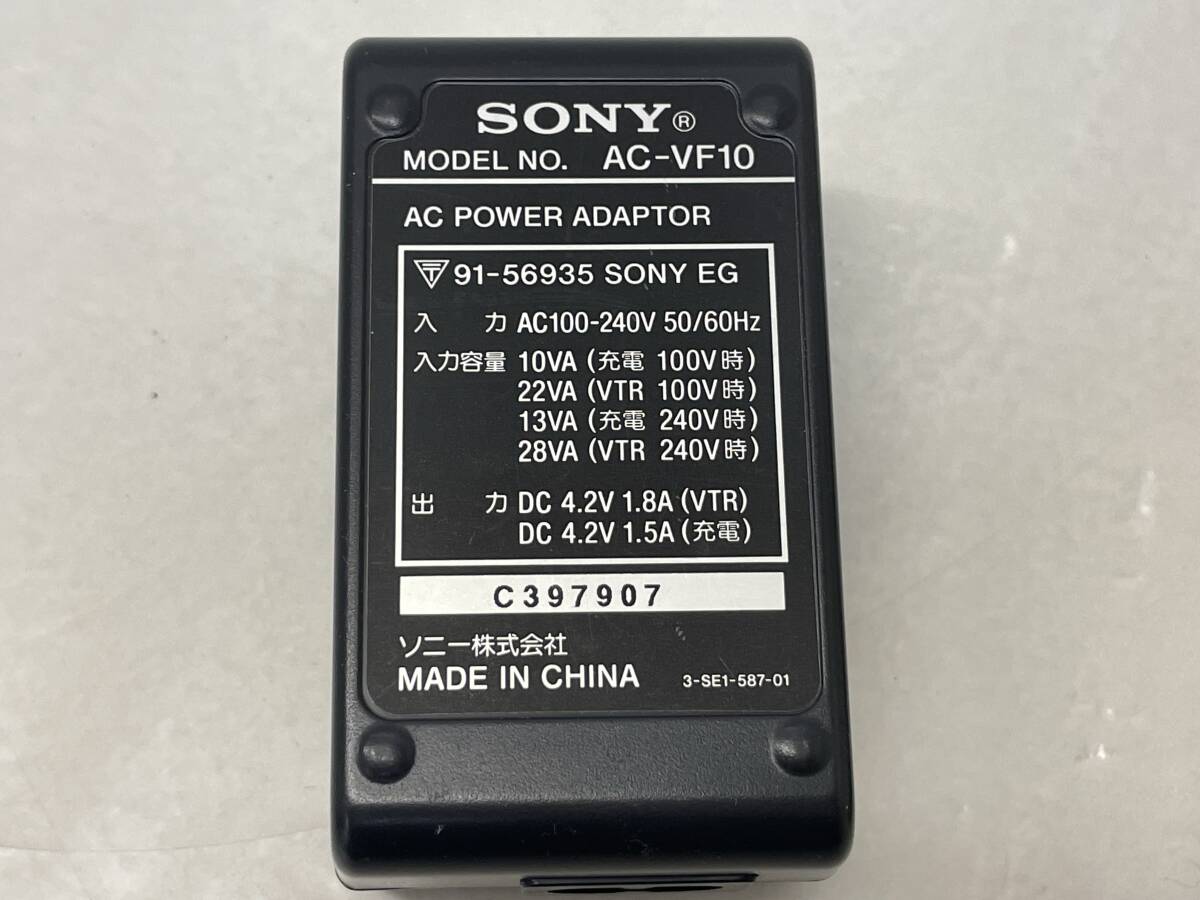 SONY®
MODEL NO. AC-VF10
AC POWER ADAPTOR
91-56935 SONY EG
入 力 AC100-240V 50/60Hz
入力容量 10VA (充電 100V時)
22VA (VTR 100V時)
13VA (充電 240V時)
28VA (VTR 240V時)
出 力 DC 4.2V 1.8A (VTR)
DC 4.2V 1.5A (充電)
C397907
ソニー株式会社
MADE IN CHINA 3-SE1-587-01